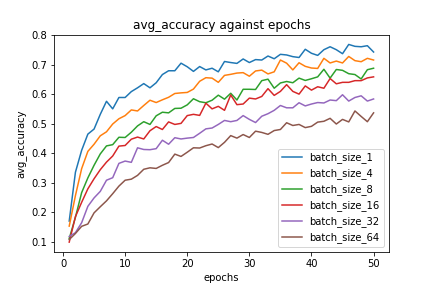 avg_accuracy against epochs
avg_accuracy
0.8
0.7
0.6
0.5
0.4
0.3
0.2
0.1
0
10
20
30
40
50
epochs
batch_size_1
batch_size_4
batch_size_8
batch_size_16
batch_size_32
batch_size_64